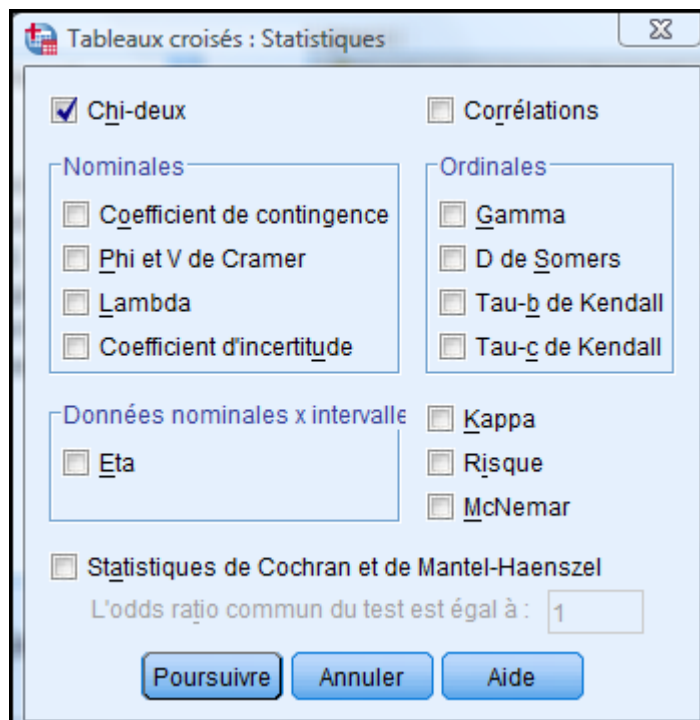 Tableaux croisés : Statistiques
Chi-deux
Corrélations
Nominales
Coefficient de contingence
Phi et V de Cramer
Lambda
Coefficient d'incertitude
Ordinales
Gamma
D de Somers
Tau-b de Kendall
Tau-c de Kendall
Données nominales x intervalle
Eta
Kappa
Risque
McNemar
Statistiques de Cochran et de Mantel-Haenszel
L'odds ratio commun du test est égal à : 1
Poursuivre Annuler Aide